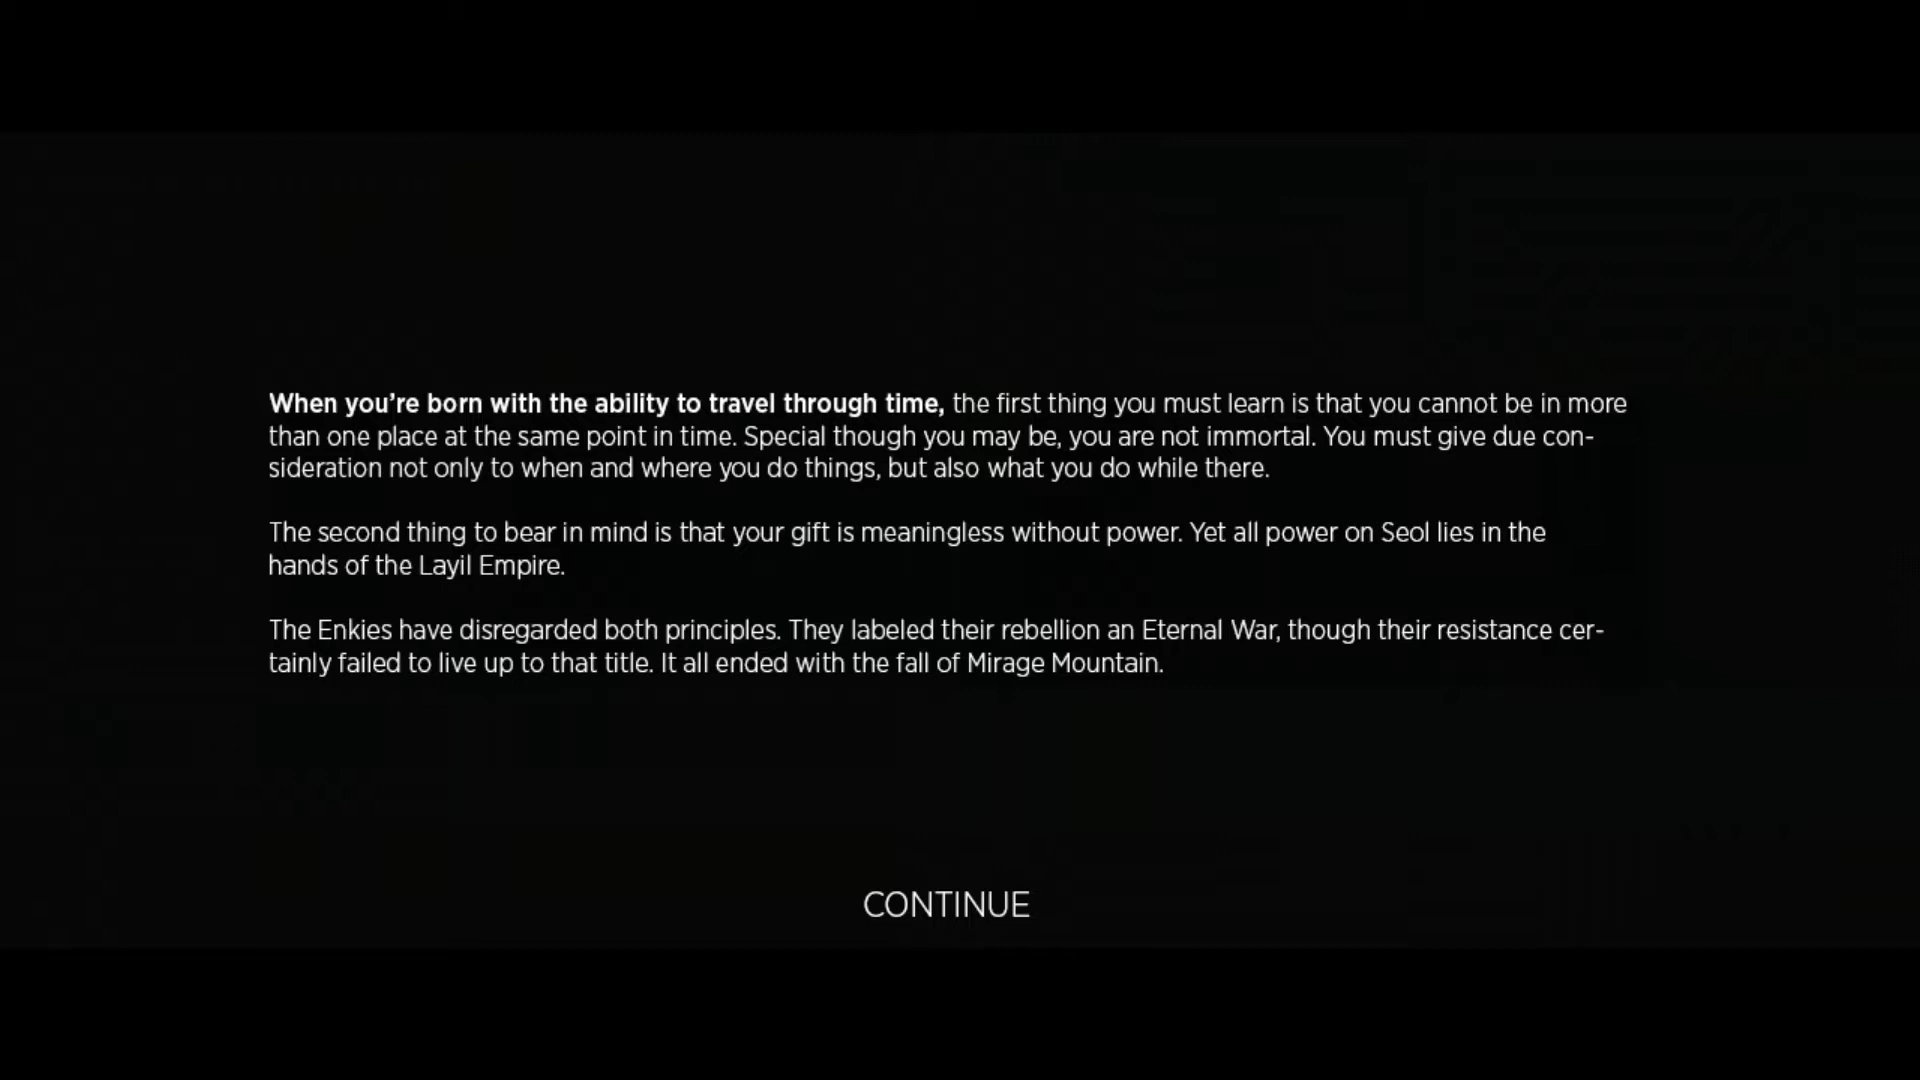 When you’re born with the ability to travel through time, the first thing you must learn is that you cannot be in more
than one place at the same point in time. Special though you may be, you are not immortal. You must give due con-
sideration not only to when and where you do things, but also what you do while there.
The second thing to bear in mind is that your gift is meaningless without power. Yet all power on Seol lies in the
hands of the Layil Empire.
The Enkies have disregarded both principles. They labeled their rebellion an Eternal War, though their resistance cer-
tainly failed to live up to that title. It all ended with the fall of Mirage Mountain.
CONTINUE